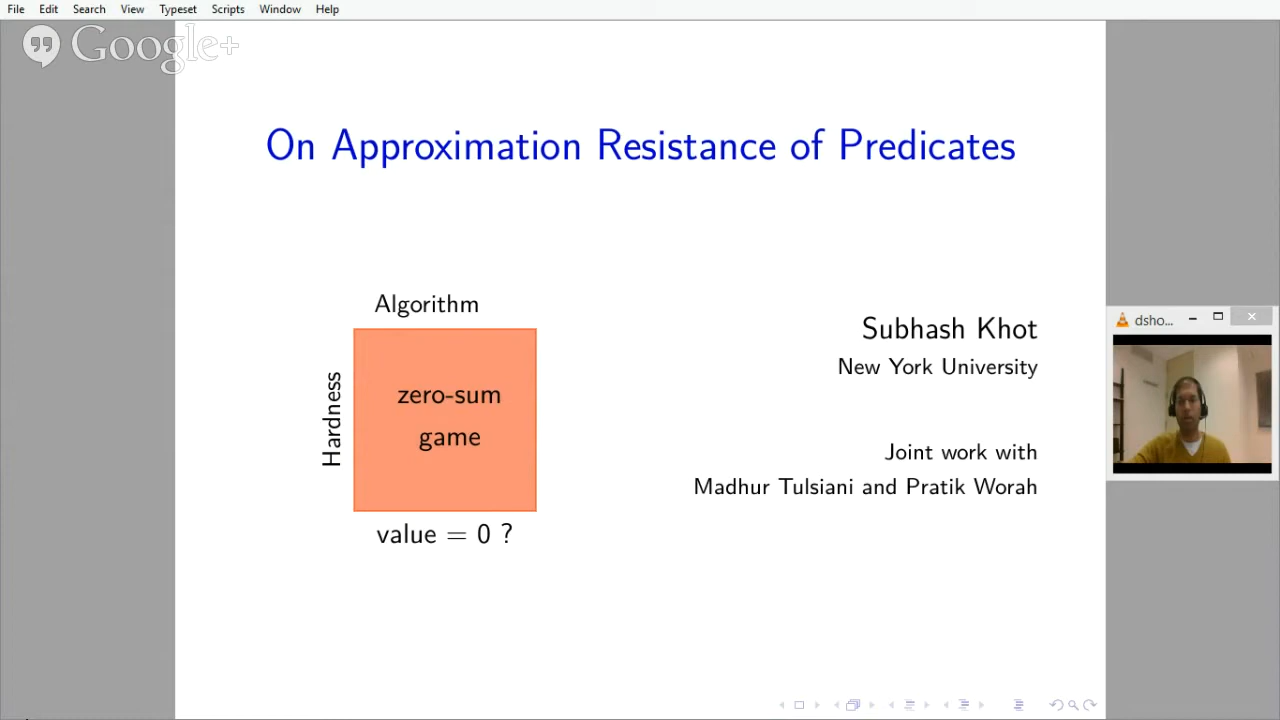 File Edit Search View Typeset Scripts Window Help
Google+
On Approximation Resistance of Predicates
Algorithm
Hardness
zero-sum
game
value = 0 ?
Subhash Khot
New York University
Joint work with
Madhur Tulsiani and Pratik Worah
dsho...